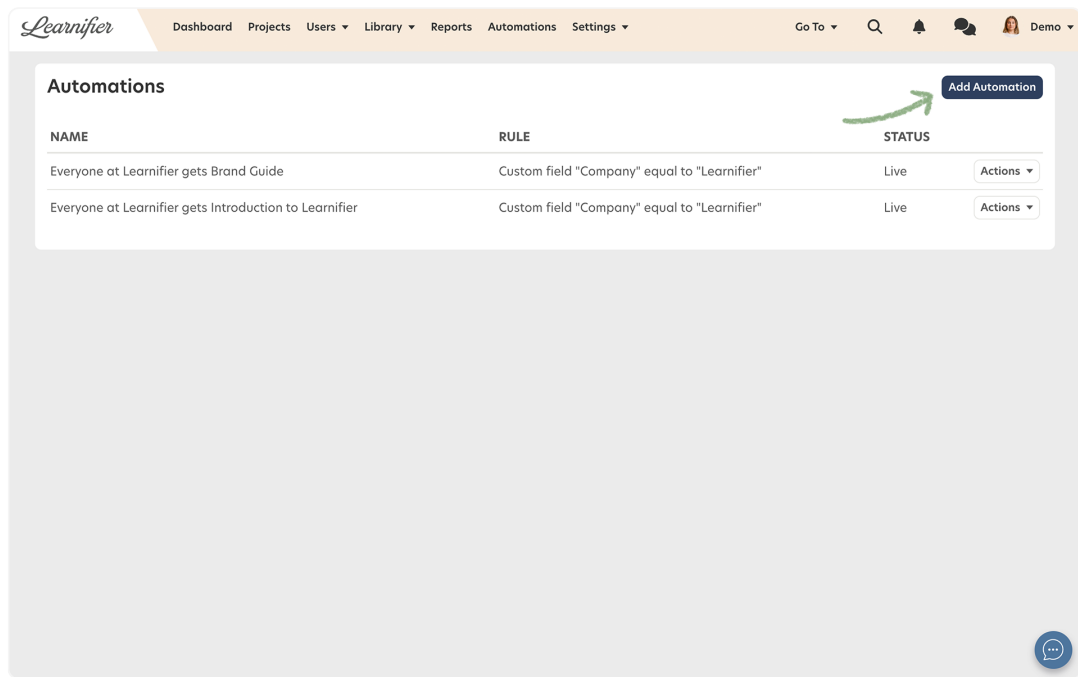 Learnifier Dashboard Projects Users Library Reports Automations Settings Go To Demo
Automations Add Automation
NAME RULE STATUS
Everyone at Learnifier gets Brand Guide Custom field "Company" equal to "Learnifier" Live Actions
Everyone at Learnifier gets Introduction to Learnifier Custom field "Company" equal to "Learnifier" Live Actions